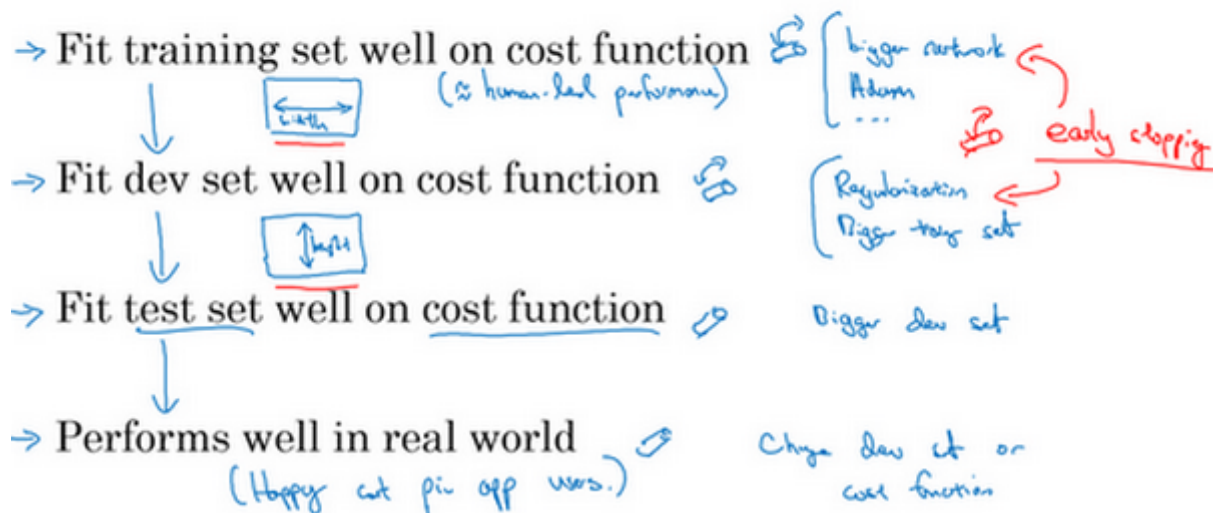 → Fit training set well on cost function
(≈ human-level performance)
bigger network
Adam
...
early stopping
width
→ Fit dev set well on cost function
Regularization
Bigger set
height
→ Fit test set well on cost function
Bigger dev set
→ Performs well in real world
(Happy cat pic app users.)
Change dev set or
cost function